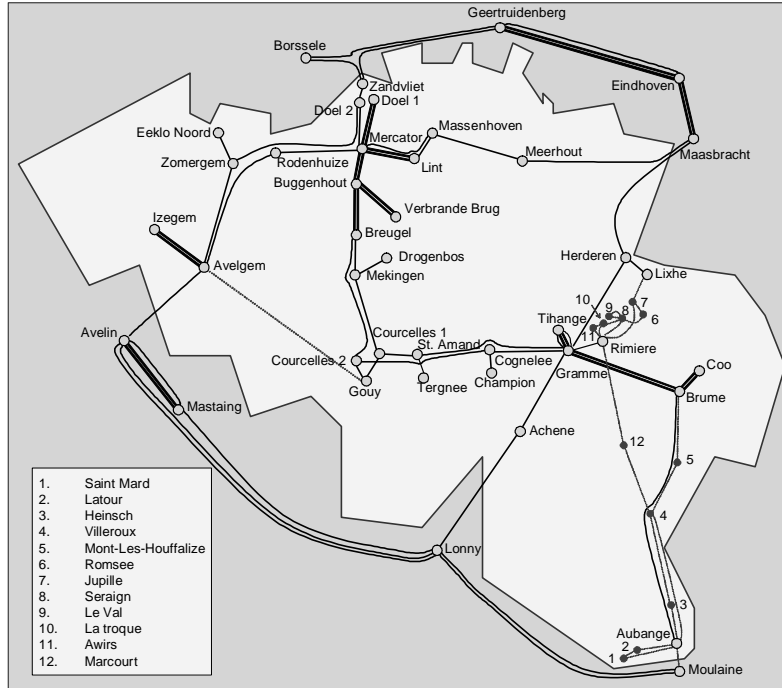 Geertruidenberg
Borssele
Eindhoven
Zandvliet
Doel 1
Doel 2
Eeklo Noord
Mercator
Massenhoven
Maasbracht
Zomergem
Rodenhuize
Lint
Meerhout
Buggenhout
Izegem
Verbrande Brug
Breugel
Avelgem
Drogenbos
Herderen
Lixhe
Mekingen
10
9
8
7
6
11
Tihange
Rimiere
Avelin
Courcelles 1
St. Amand
Courcelles 2
Cognelee
Gramme
Coo
Gouy
Tergnee
Champion
Brume
Mastaing
Achene
12
5
4
1. Saint Mard
2. Latour
3. Heinsch
4. Villeroux
5. Mont-Les-Houffalize
6. Romsee
7. Jupille
8. Seraign
9. Le Val
10. La troque
11. Awirs
12. Marcourt
Lonny
3
Aubange
2
1
Moulaine